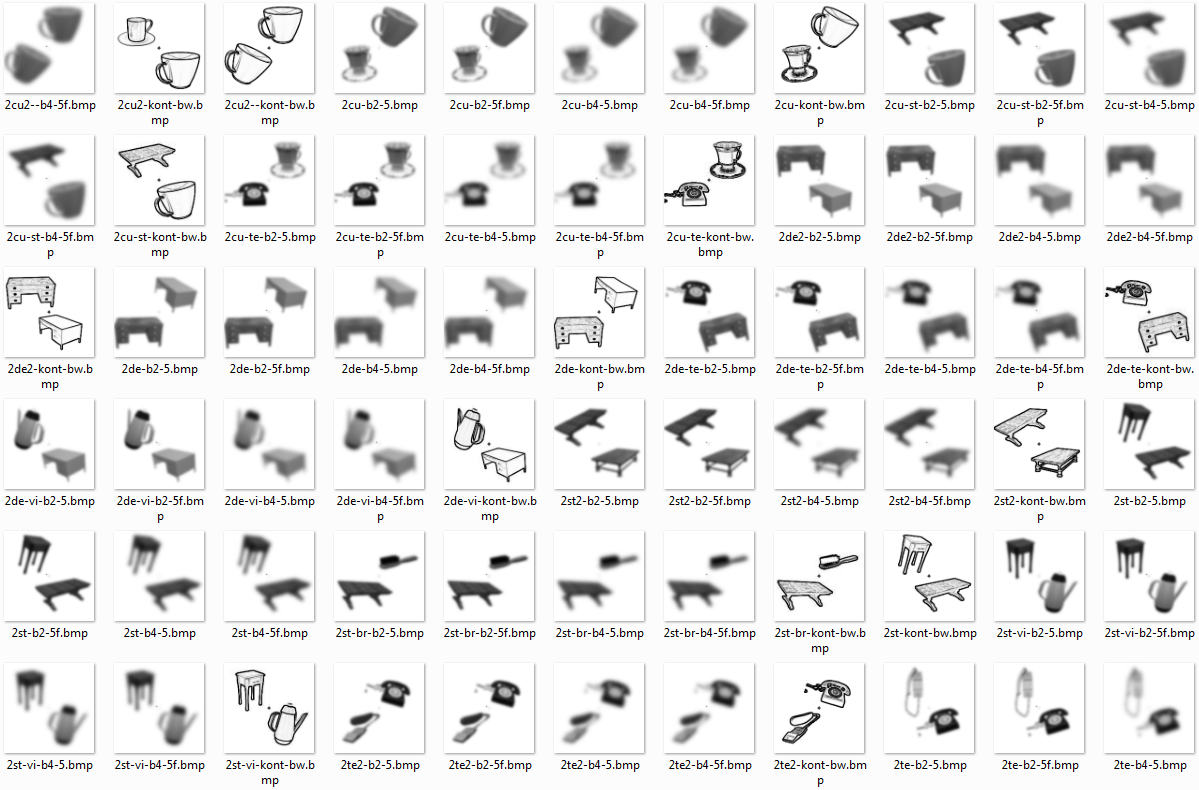 2cu2--b4-5f.bmp 2cu2-kont-bw.b 2cu2--kont-bw.b 2cu-b2-5.bmp 2cu-b2-5f.bmp 2cu-b4-5.bmp 2cu-b4-5f.bmp 2cu-kont-bw.bm 2cu-st-b2-5.bmp 2cu-st-b2-5f.bm 2cu-st-b4-5.bmp
mp mp p p
2cu-st-b4-5f.bm 2cu-st-kont-bw.b 2cu-te-b2-5.bmp 2cu-te-b2-5f.bm 2cu-te-b4-5.bmp 2cu-te-b4-5f.bm 2cu-te-kont-bw. 2de2-b2-5.bmp 2de2-b2-5f.bmp 2de2-b4-5.bmp 2de2-b4-5f.bmp
p mp p p bmp
2de2-kont-bw.b 2de-b2-5.bmp 2de-b2-5f.bmp 2de-b4-5.bmp 2de-b4-5f.bmp 2de-kont-bw.bm 2de-te-b2-5.bmp 2de-te-b2-5f.bm 2de-te-b4-5.bmp 2de-te-b4-5f.bm 2de-te-kont-bw.
mp p p p bmp
2de-vi-b2-5.bmp 2de-vi-b2-5f.bm 2de-vi-b4-5.bmp 2de-vi-b4-5f.bm 2de-vi-kont-bw.b 2st2-b2-5.bmp 2st2-b2-5f.bmp 2st2-b4-5.bmp 2st2-b4-5f.bmp 2st2-kont-bw.bm 2st-b2-5.bmp
p p mp p
2st-b2-5f.bmp 2st-b4-5.bmp 2st-b4-5f.bmp 2st-br-b2-5.bmp 2st-br-b2-5f.bmp 2st-br-b4-5.bmp 2st-br-b4-5f.bmp 2st-br-kont-bw.b 2st-kont-bw.bmp 2st-vi-b2-5.bmp 2st-vi-b2-5f.bmp
mp
2st-vi-b4-5.bmp 2st-vi-b4-5f.bmp 2st-vi-kont-bw.b 2te2-b2-5.bmp 2te2-b2-5f.bmp 2te2-b4-5.bmp 2te2-b4-5f.bmp 2te2-kont-bw.bm 2te-b2-5.bmp 2te-b2-5f.bmp 2te-b4-5.bmp
mp p